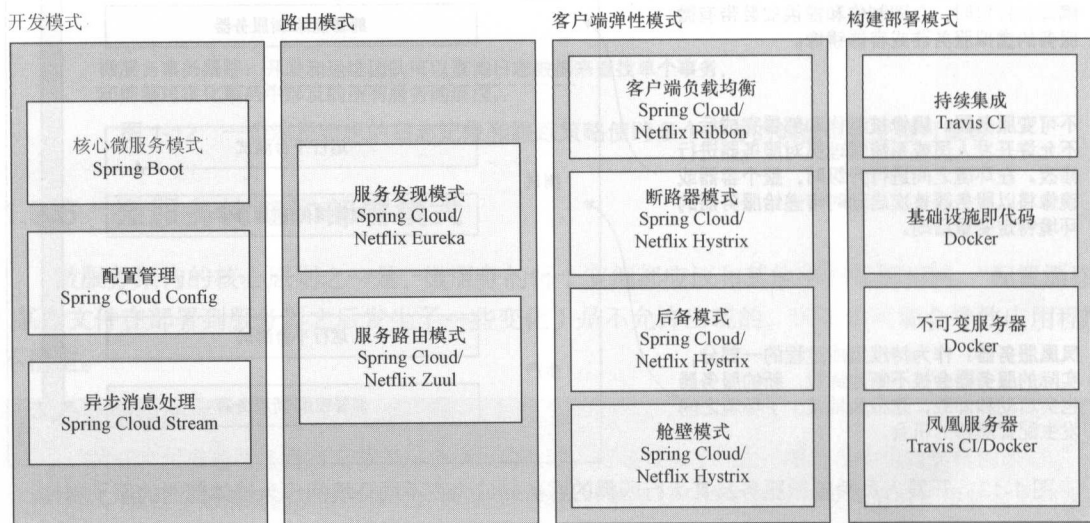 开发模式
核心微服务模式
Spring Boot
配置管理
Spring Cloud Config
异步消息处理
Spring Cloud Stream
路由模式
服务发现模式
Spring Cloud/
Netflix Eureka
服务路由模式
Spring Cloud/
Netflix Zuul
客户端弹性模式
客户端负载均衡
Spring Cloud/
Netflix Ribbon
断路器模式
Spring Cloud/
Netflix Hystrix
后备模式
Spring Cloud/
Netflix Hystrix
舱壁模式
Spring Cloud/
Netflix Hystrix
构建部署模式
持续集成
Travis CI
基础设施即代码
Docker
不可变服务器
Docker
凤凰服务器
Travis CI/Docker